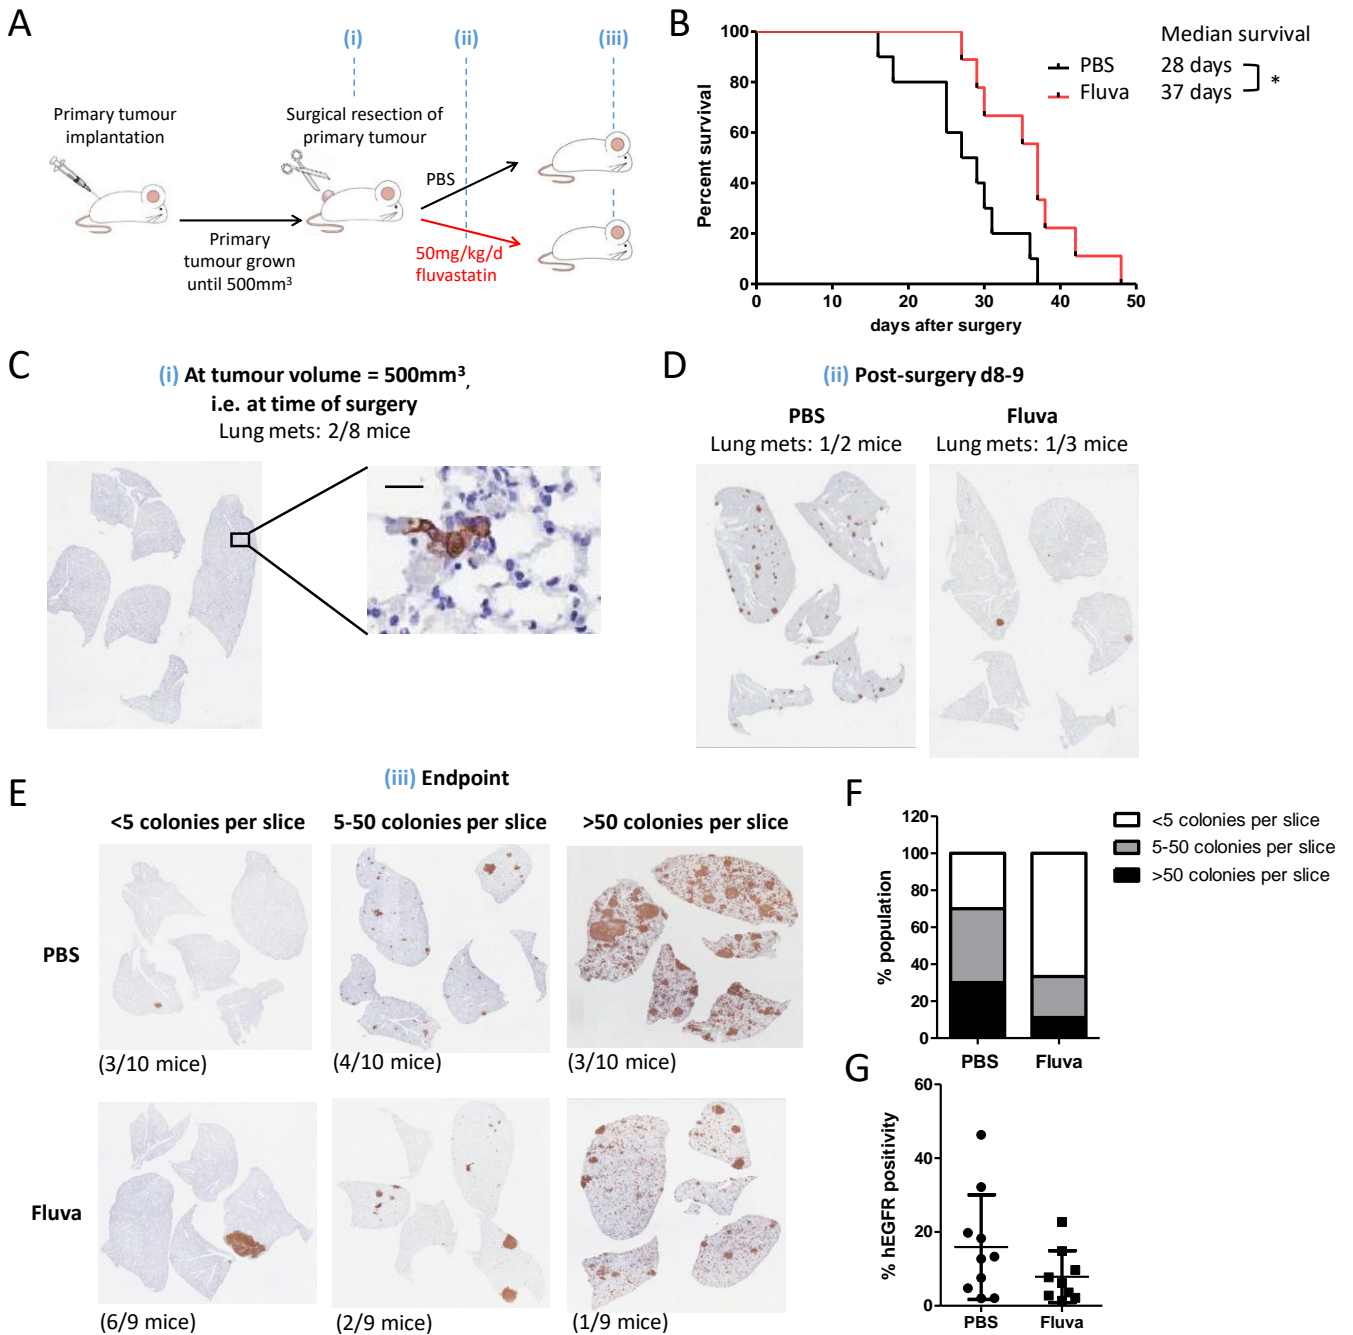 A
(i)
(ii)
(iii)
Primary tumour
implantation
Surgical resection of
primary tumour
PBS
Primary
tumour grown
until 500mm³
50mg/kg/d
fluvastatin
B
Median survival
PBS 28 days
Fluva 37 days
*
Percent survival
100
80
60
40
20
0
0 10 20 30 40 50
days after surgery
C
(i) At tumour volume = 500mm³,
i.e. at time of surgery
Lung mets: 2/8 mice
D
(ii) Post-surgery d8-9
PBS Fluva
Lung mets: 1/2 mice Lung mets: 1/3 mice
E
(iii) Endpoint
<5 colonies per slice 5-50 colonies per slice >50 colonies per slice
PBS
(3/10 mice) (4/10 mice) (3/10 mice)
Fluva
(6/9 mice) (2/9 mice) (1/9 mice)
F
% population
120
100
80
60
40
20
0
PBS Fluva
<5 colonies per slice
5-50 colonies per slice
>50 colonies per slice
G
% hEGFR positivity
60
40
20
0
PBS Fluva